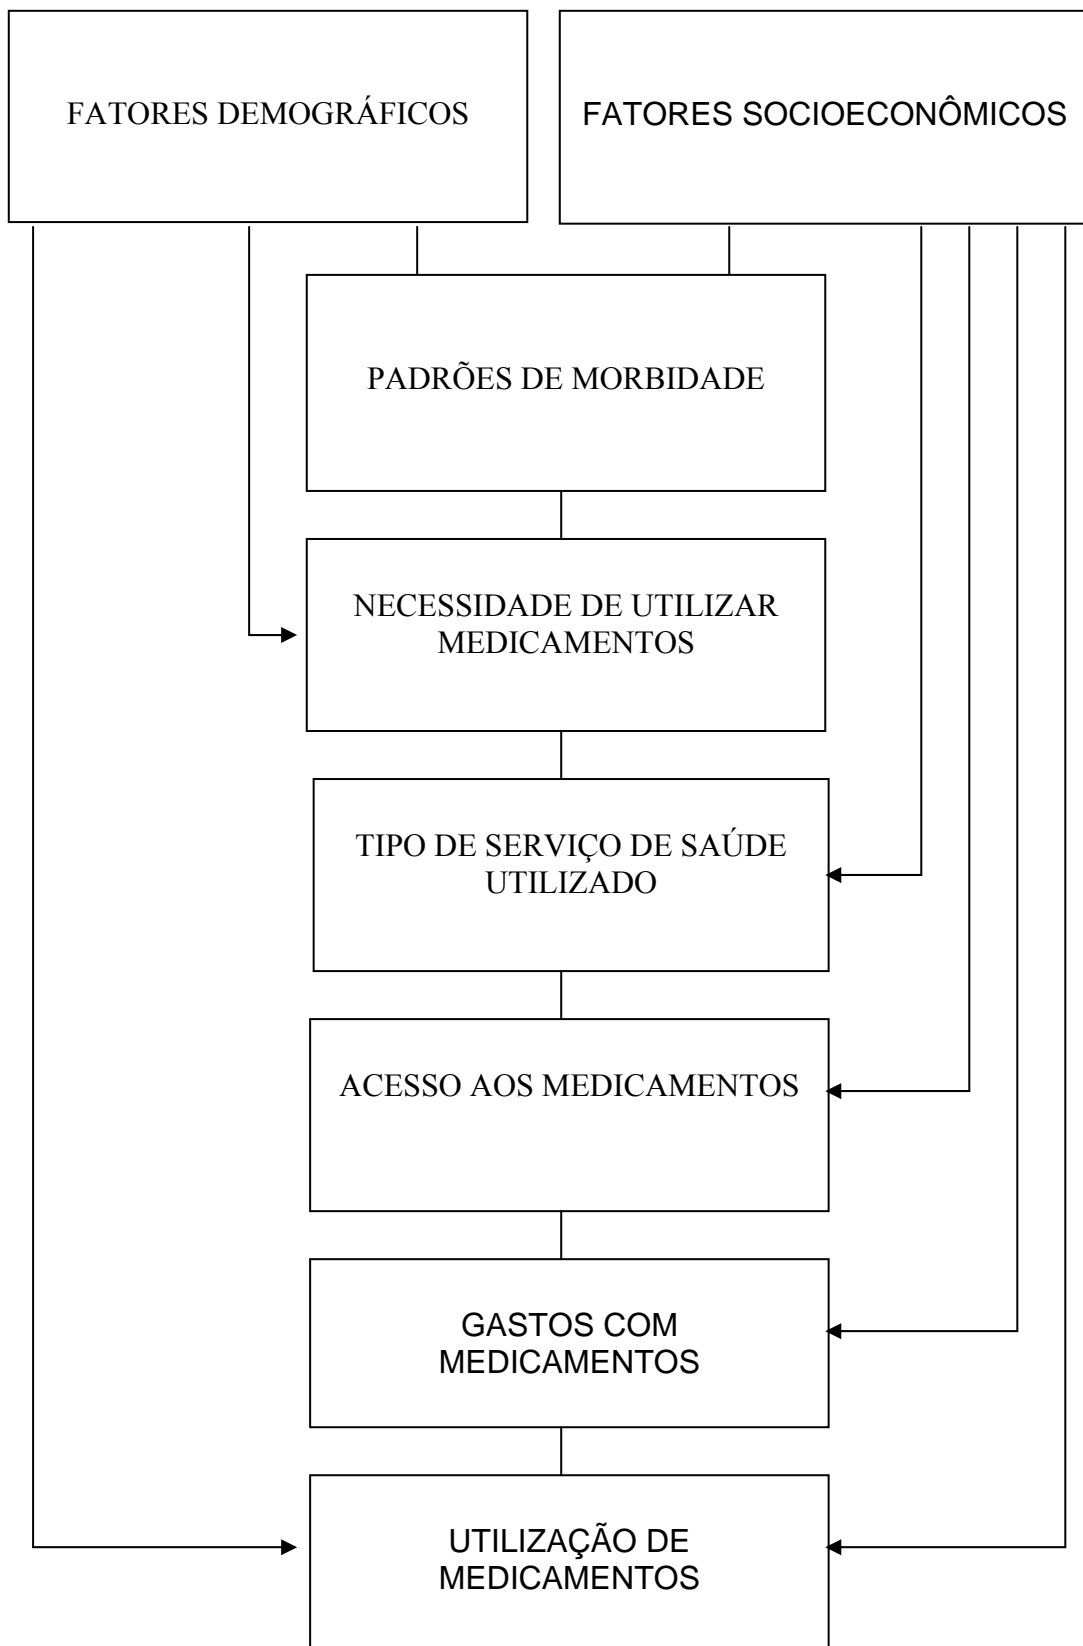 FATORES DEMOGRÁFICOS
FATORES SOCIOECONÔMICOS
PADRÕES DE MORBIDADE
NECESSIDADE DE UTILIZAR
MEDICAMENTOS
TIPO DE SERVIÇO DE SAÚDE
UTILIZADO
ACESSO AOS MEDICAMENTOS
GASTOS COM
MEDICAMENTOS
UTILIZAÇÃO DE
MEDICAMENTOS